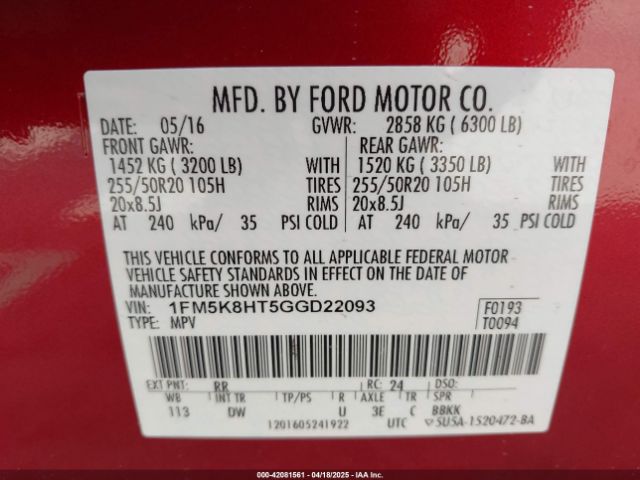 MFD. BY FORD MOTOR CO.
DATE: 05/16 GVWR: 2858 KG ( 6300 LB)
FRONT GAWR: REAR GAWR:
1452 KG ( 3200 LB) WITH 1520 KG ( 3350 LB) WITH
255/50R20 105H TIRES 255/50R20 105H TIRES
20x8.5J RIMS 20x8.5J RIMS
AT 240 kPa/ 35 PSI COLD AT 240 kPa/ 35 PSI COLD
THIS VEHICLE CONFORMS TO ALL APPLICABLE FEDERAL MOTOR
VEHICLE SAFETY STANDARDS IN EFFECT ON THE DATE OF
MANUFACTURE SHOWN ABOVE.
VIN: 1FM5K8HT5GGD22093 F0193
TYPE: MPV T0094
EXT PNT: RR RC: 24 DSO:
WB INT TR TP/PS R AXLE TR SPR
113 DW U 3E C BBKK
1201605241922 UTC 5U5A-1520472-BA
000-42081561 - 04/18/2025 - IAAI.COM